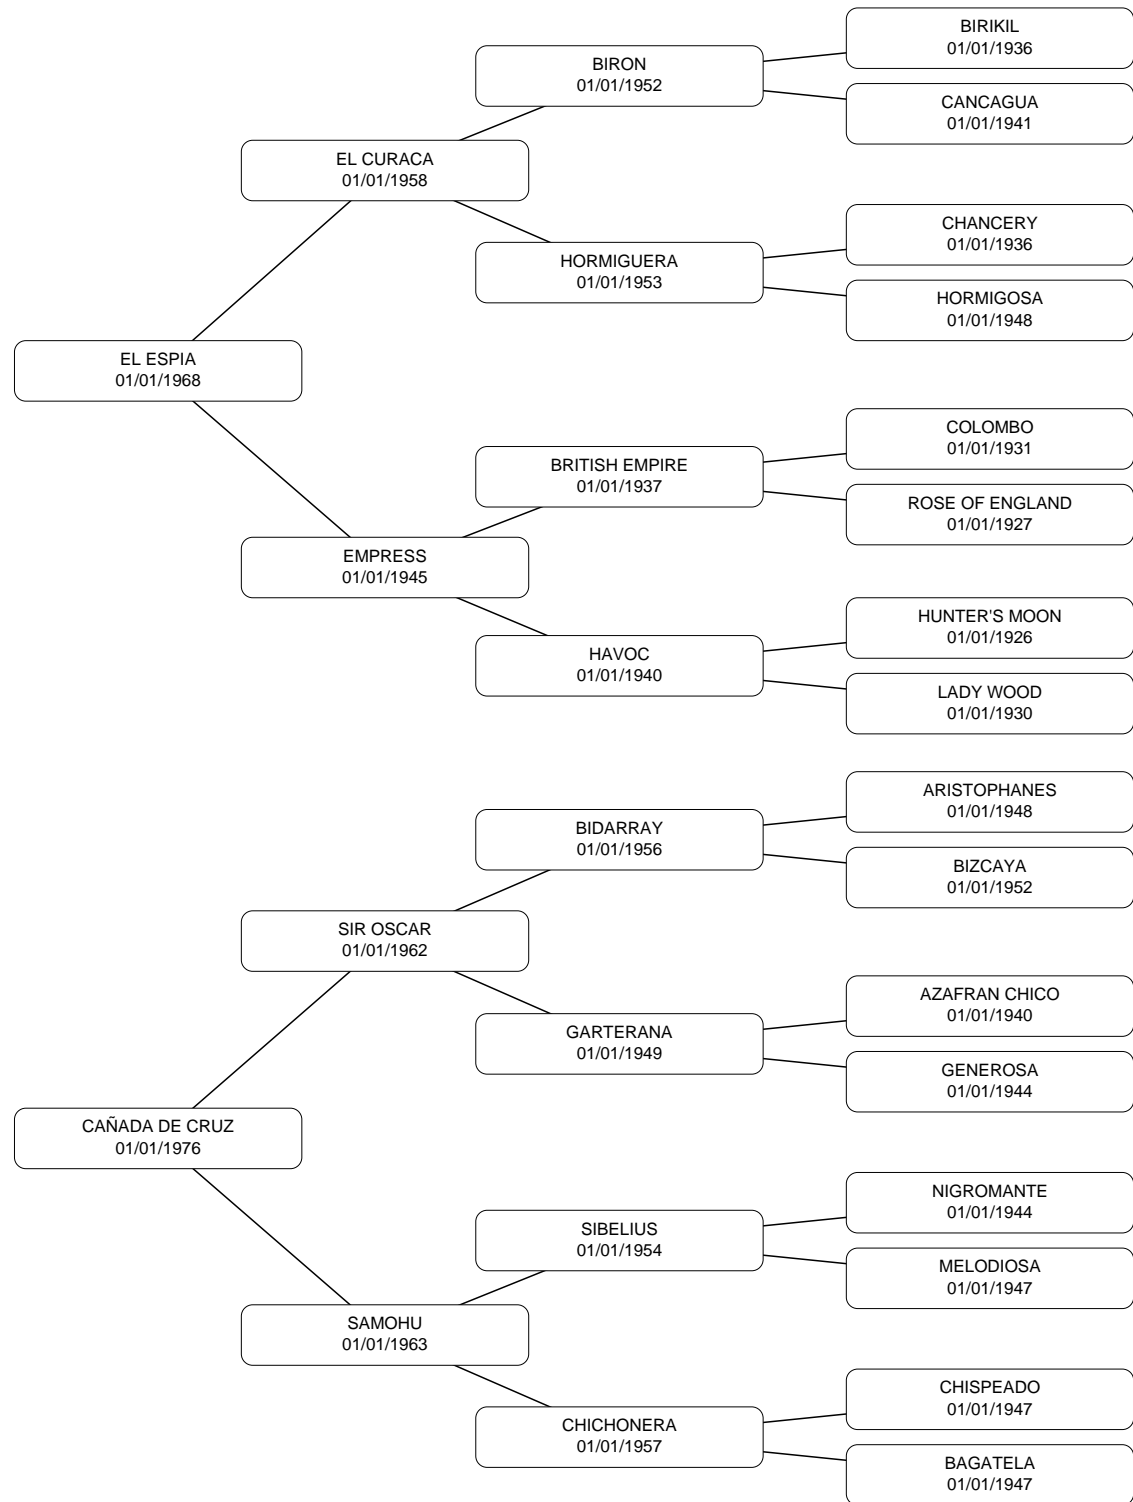 BIRIKIL
01/01/1936
BIRON
01/01/1952
CANCAGUA
01/01/1941
EL CURACA
01/01/1958
CHANCERY
01/01/1936
HORMIGUERA
01/01/1953
HORMIGOSA
01/01/1948
EL ESPIA
01/01/1968
COLOMBO
01/01/1931
BRITISH EMPIRE
01/01/1937
ROSE OF ENGLAND
01/01/1927
EMPRESS
01/01/1945
HUNTER'S MOON
01/01/1926
HAVOC
01/01/1940
LADY WOOD
01/01/1930
ARISTOPHANES
01/01/1948
BIDARRAY
01/01/1956
BIZCAYA
01/01/1952
SIR OSCAR
01/01/1962
AZAFRAN CHICO
01/01/1940
GARTERANA
01/01/1949
GENEROSA
01/01/1944
CAÑADA DE CRUZ
01/01/1976
NIGROMANTE
01/01/1944
SIBELIUS
01/01/1954
MELODIOSA
01/01/1947
SAMOHU
01/01/1963
CHISPEADO
01/01/1947
CHICHONERA
01/01/1957
BAGATELA
01/01/1947